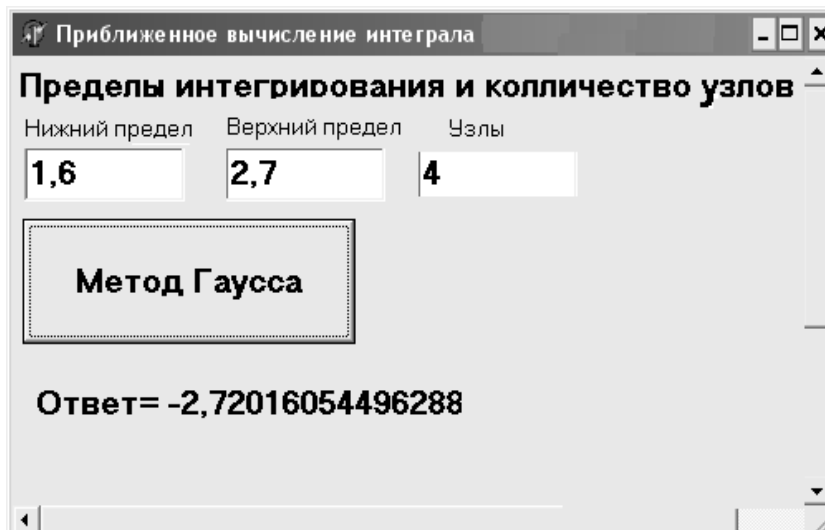 Приближенное вычисление интеграла
Пределы интегрирования и колличество узлов
Нижний предел Верхний предел Узлы
1,6 2,7 4
Метод Гаусса
Ответ= -2,72016054496288